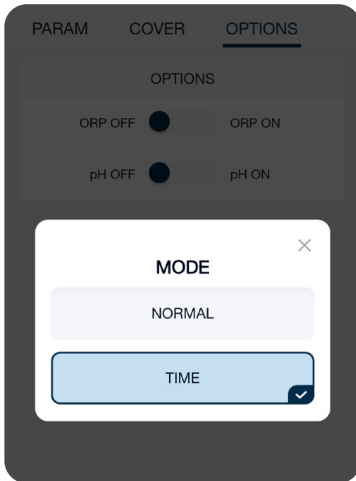 PARAM COVER OPTIONS
OPTIONS
ORP OFF ORP ON
pH OFF pH ON
MODE
NORMAL
TIME